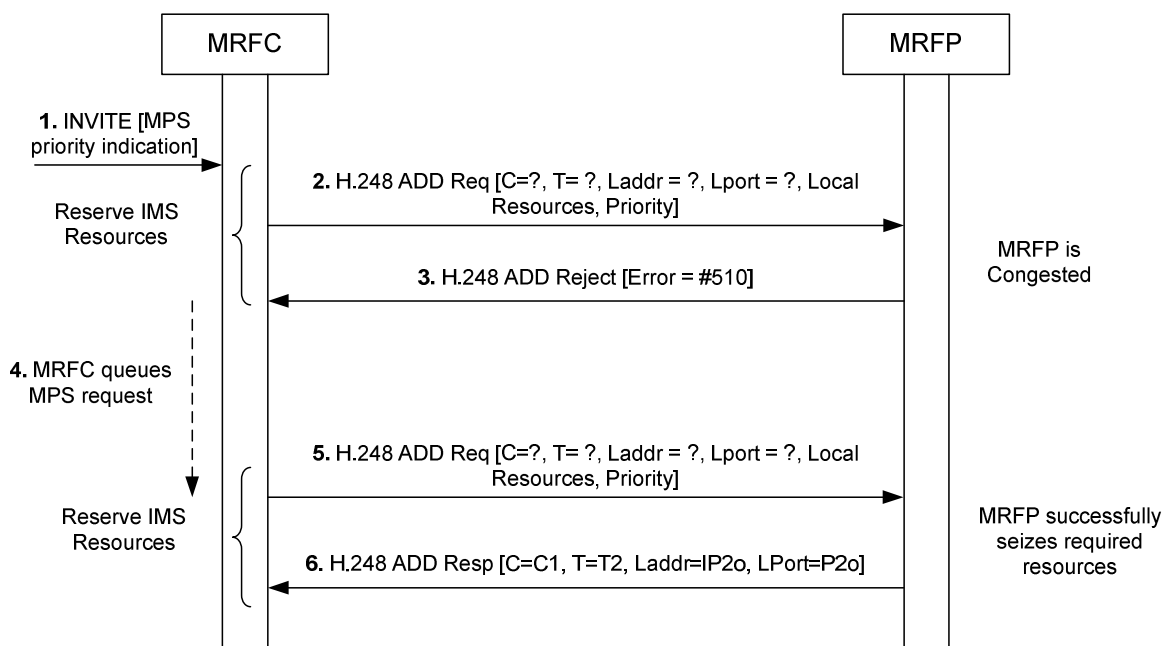 MRFC
MRFP
1. INVITE [MPS
priority indication]
2. H.248 ADD Req [C=?, T= ?, Laddr = ?, Lport = ?, Local
Resources, Priority]
Reserve IMS
Resources
MRFP is
Congested
3. H.248 ADD Reject [Error = #510]
4. MRFC queues
MPS request
5. H.248 ADD Req [C=?, T= ?, Laddr = ?, Lport = ?, Local
Resources, Priority]
Reserve IMS
Resources
MRFP successfully
seizes required
resources
6. H.248 ADD Resp [C=C1, T=T2, Laddr=IP2o, LPort=P2o]